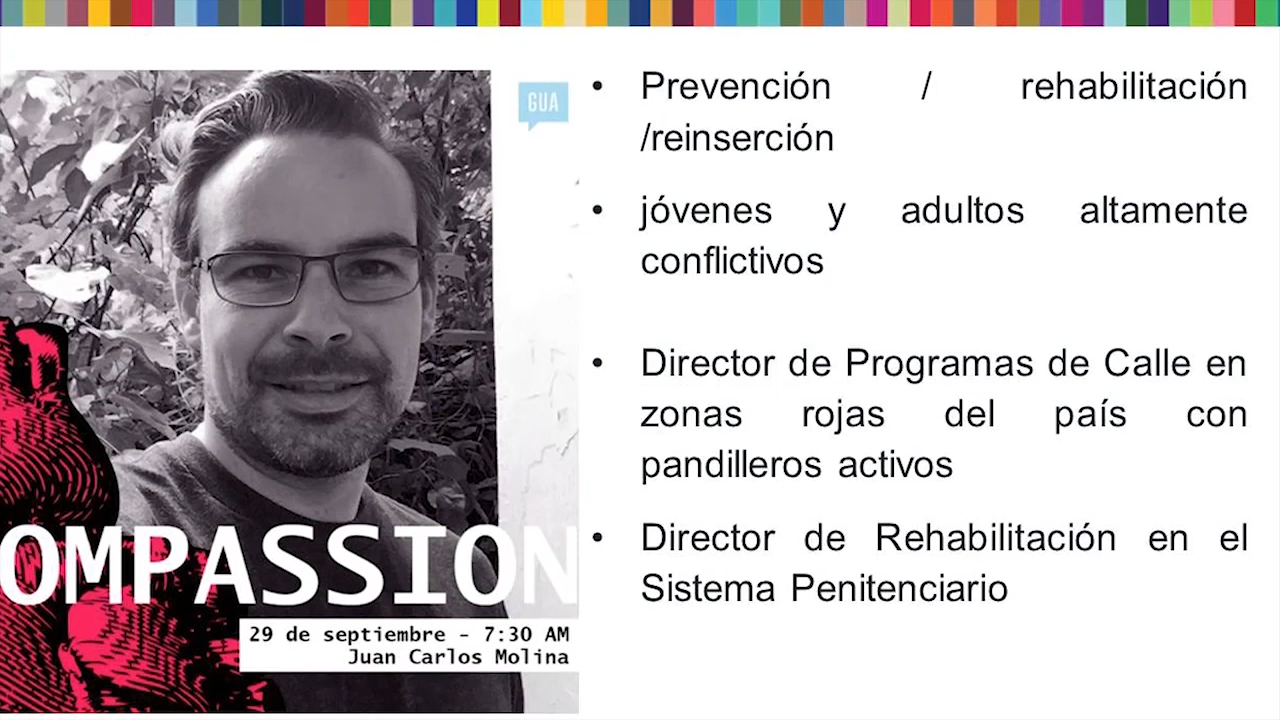 GUA
OMPASSION
29 de septiembre - 7:30 AM
Juan Carlos Molina
• Prevención / rehabilitación
/reinserción
• jóvenes y adultos altamente
conflictivos
• Director de Programas de Calle en
zonas rojas del país con
pandilleros activos
• Director de Rehabilitación en el
Sistema Penitenciario